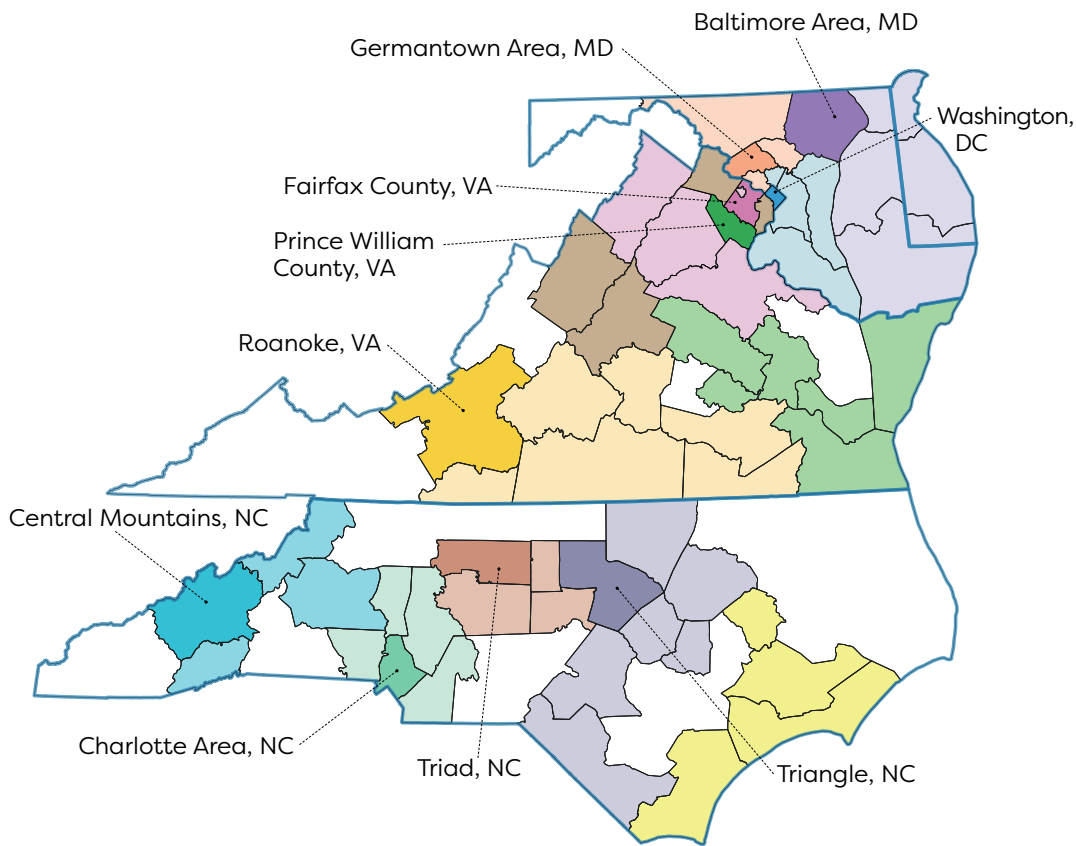 Baltimore Area, MD
Germantown Area, MD
Washington,
DC
Fairfax County, VA
Prince William
County, VA
Roanoke, VA
Central Mountains, NC
Charlotte Area, NC
Triad, NC
Triangle, NC